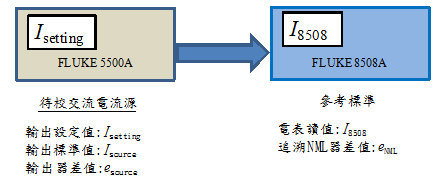 Isetting
FLUKE 5500A
I8508
FLUKE 8508A
待校交流電流源
輸出設定值: Isetting
輸出標準值: Isource
輸出器差值: esource
參考標準
電表讀值: I8508
追溯NML器差值: eNML